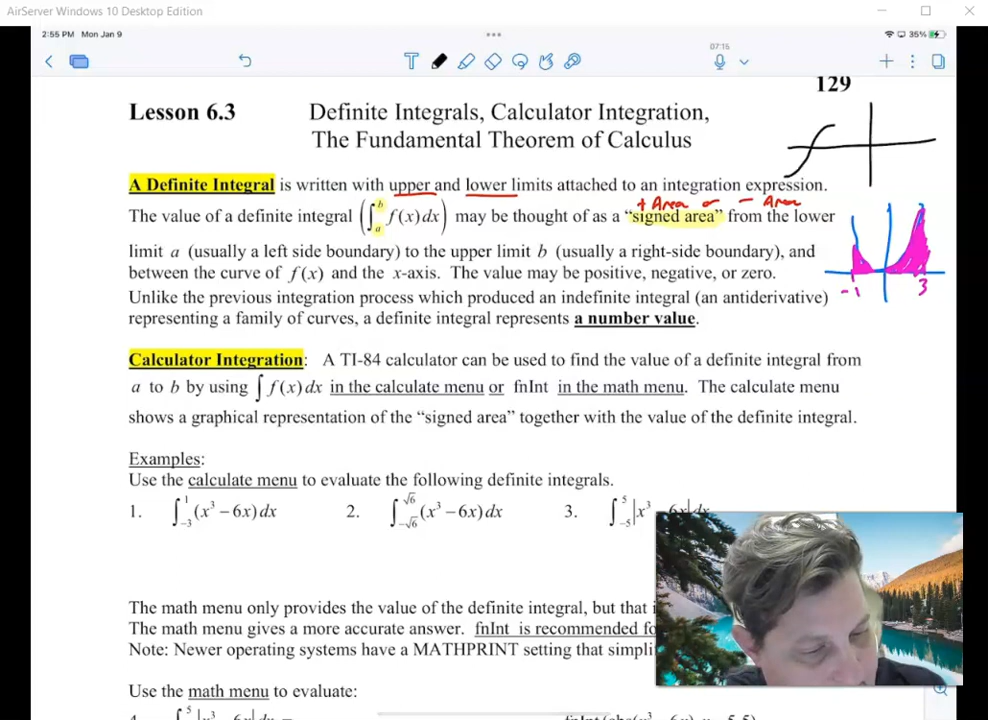 AirServer Windows 10 Desktop Edition
2:55 PM Mon Jan 9
35%
07:15
129
Lesson 6.3 Definite Integrals, Calculator Integration,
The Fundamental Theorem of Calculus
A Definite Integral is written with upper and lower limits attached to an integration expression.
+ Area or - Area
The value of a definite integral (∫_a^b f(x)dx) may be thought of as a “signed area” from the lower
limit a (usually a left side boundary) to the upper limit b (usually a right-side boundary), and
between the curve of f(x) and the x-axis. The value may be positive, negative, or zero.
-1 3
Unlike the previous integration process which produced an indefinite integral (an antiderivative)
representing a family of curves, a definite integral represents a number value.
Calculator Integration: A TI-84 calculator can be used to find the value of a definite integral from
a to b by using ∫ f(x)dx in the calculate menu or fnInt in the math menu. The calculate menu
shows a graphical representation of the “signed area” together with the value of the definite integral.
Examples:
Use the calculate menu to evaluate the following definite integrals.
1. ∫_-3^1 (x³ – 6x)dx 2. ∫_-√6^√6 (x³ – 6x)dx 3. ∫_-5^5 |x³ 6x|dx
The math menu only provides the value of the definite integral, but that
The math menu gives a more accurate answer. fnInt is recommended
Note: Newer operating systems have a MATHPRINT setting that
Use the math menu to evaluate: